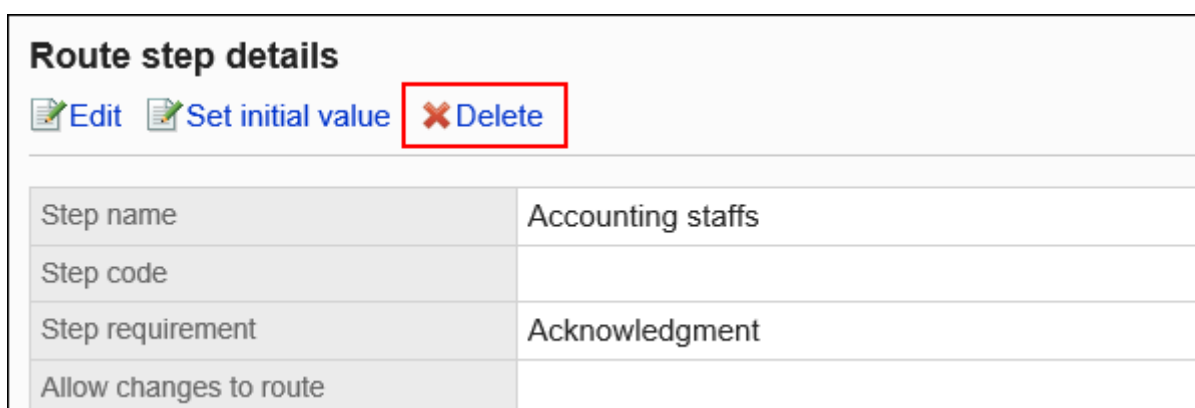 Route step details
Edit Set initial value Delete
Step name Accounting staffs
Step code
Step requirement Acknowledgment
Allow changes to route